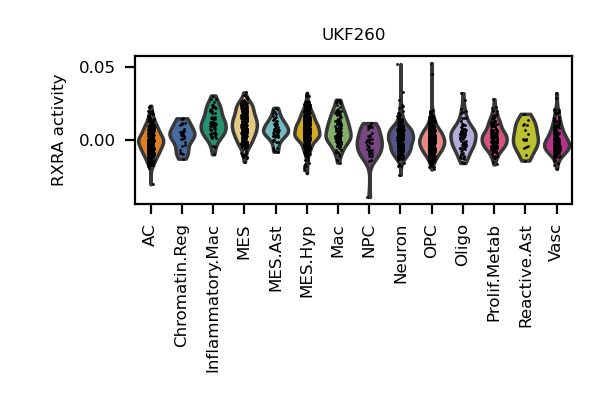 UKF260
RXRA activity
0.05
0.00
AC
Chromatin.Reg
Inflammatory.Mac
MES
MES.Ast
MES.Hyp
Mac
NPC
Neuron
OPC
Oligo
Prolif.Metab
Reactive.Ast
Vasc